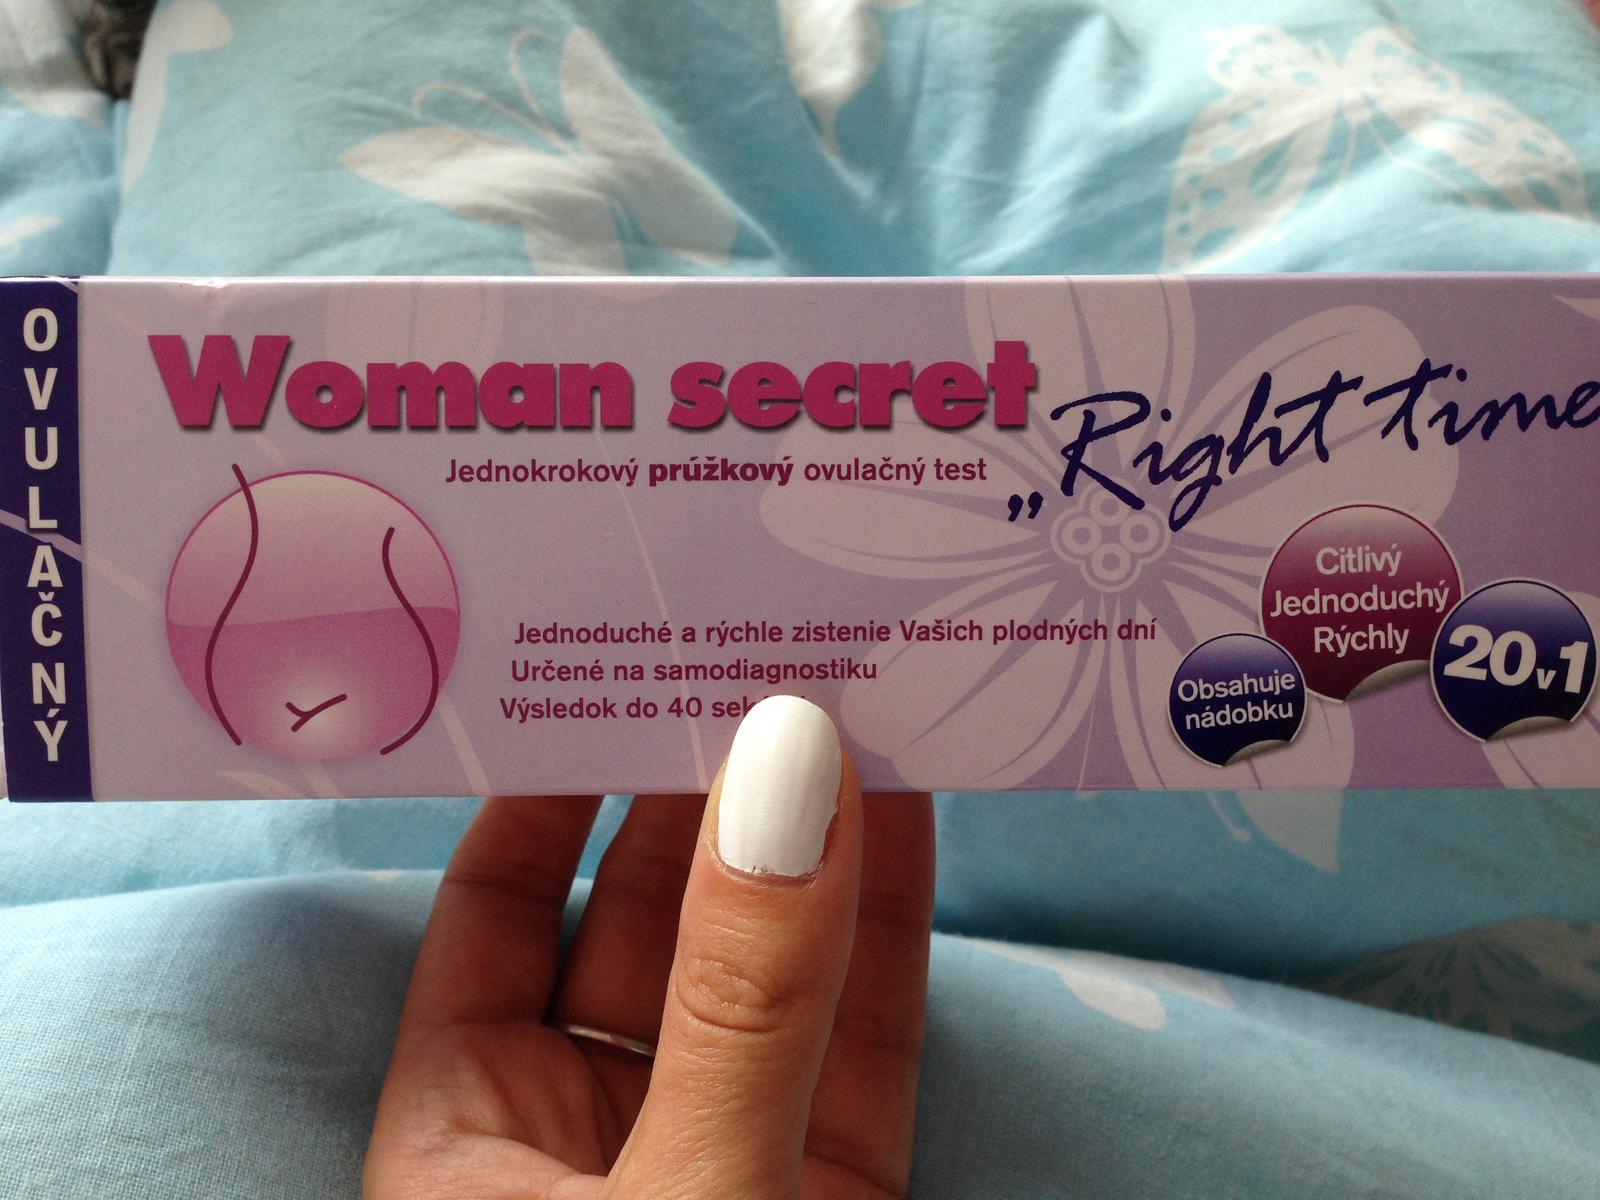 OVULAČNÝ
Woman secret
„Right time
Jednokrokový prúžkový ovulačný test
Jednoduché a rýchle zistenie Vašich plodných dní
Určené na samodiagnostiku
Výsledok do 40
Citlivý
Jednoduchý
Rýchly
20v1
Obsahuje
nádobku